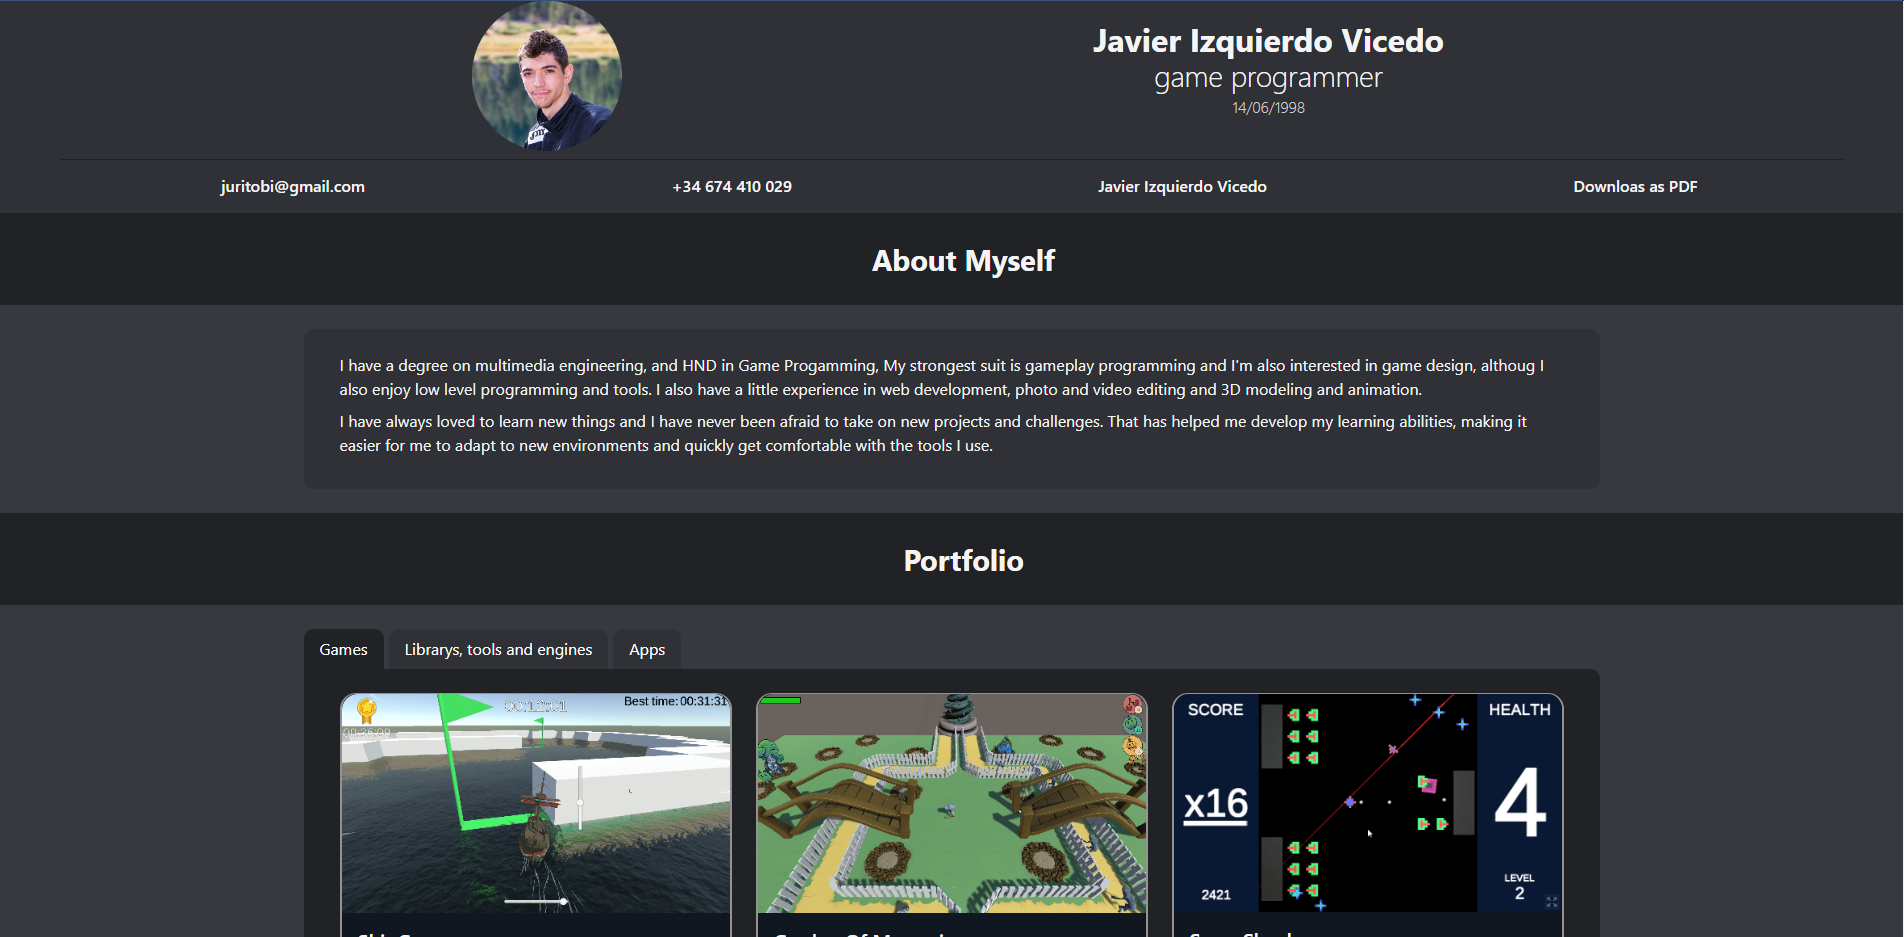 Javier Izquierdo Vicedo
game programmer
14/06/1998
juritobi@gmail.com
+34 674 410 029
Javier Izquierdo Vicedo
Downloas as PDF
About Myself
I have a degree on multimedia engineering, and HND in Game Progamming, My strongest suit is gameplay programming and I'm also interested in game design, althoug I
also enjoy low level programming and tools. I also have a little experience in web development, photo and video editing and 3D modeling and animation.
I have always loved to learn new things and I have never been afraid to take on new projects and challenges. That has helped me develop my learning abilities, making it
easier for me to adapt to new environments and quickly get comfortable with the tools I use.
Portfolio
Games
Librarys, tools and engines
Apps
Best time: 00:31:31
SCORE
x16
2421
HEALTH
4
LEVEL
2